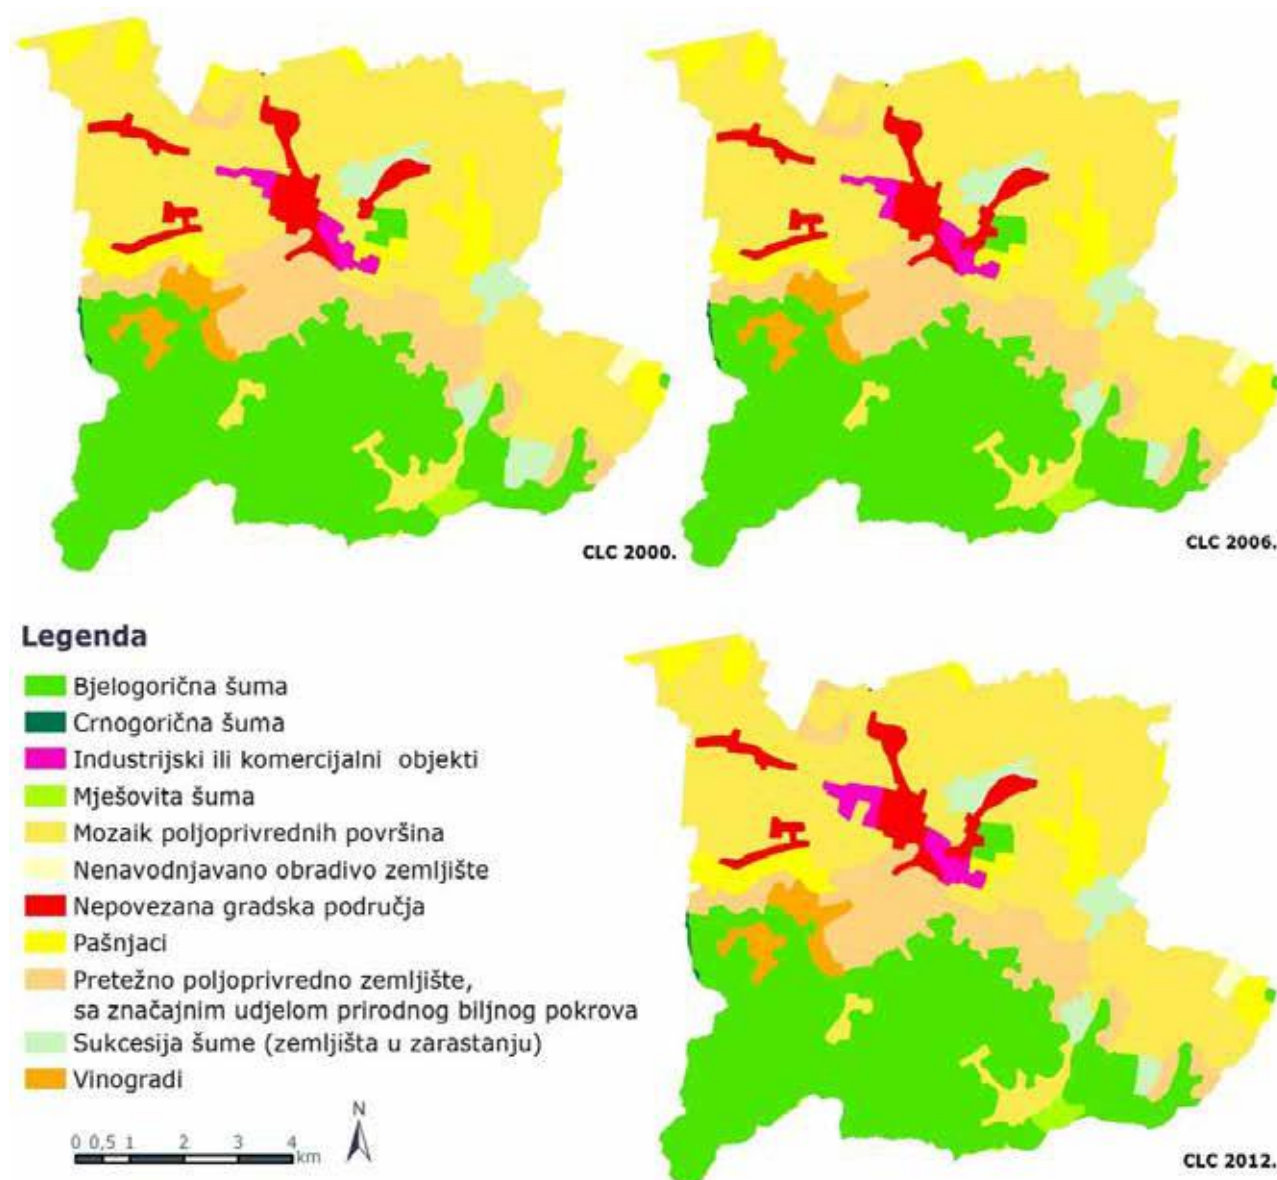 CLC 2000.
CLC 2006.
Legenda
Bjelogorična šuma
Crnogorična šuma
Industrijski ili komercijalni objekti
Mješovita šuma
Mozaik poljoprivrednih površina
Nenavodnjavano obradivo zemljište
Nepovezana gradska područja
Pašnjaci
Pretežno poljoprivredno zemljište,
sa značajnim udjelom prirodnog biljnog pokrova
Sukcesija šume (zemljišta u zarastanju)
Vinogradi
N
0 0,5 1 2 3 4
km
CLC 2012.